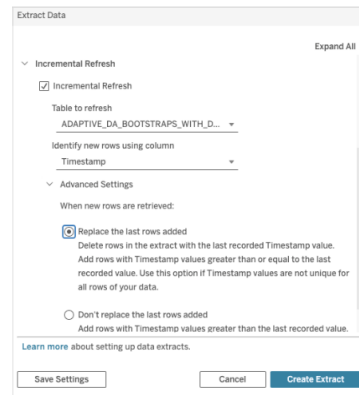 Extract Data
Expand All
Incremental Refresh
Incremental Refresh
Table to refresh
ADAPTIVE_DA_BOOTSTRAPS_WITH_D...
Identify new rows using column
Timestamp
Advanced Settings
When new rows are retrieved:
Replace the last rows added
Delete rows in the extract with the last recorded Timestamp value.
Add rows with Timestamp values greater than or equal to the last
recorded value. Use this option if Timestamp values are not unique for
all rows of your data.
Don't replace the last rows added
Add rows with Timestamp values greater than the last recorded value.
Learn more about setting up data extracts.
Save Settings
Cancel
Create Extract